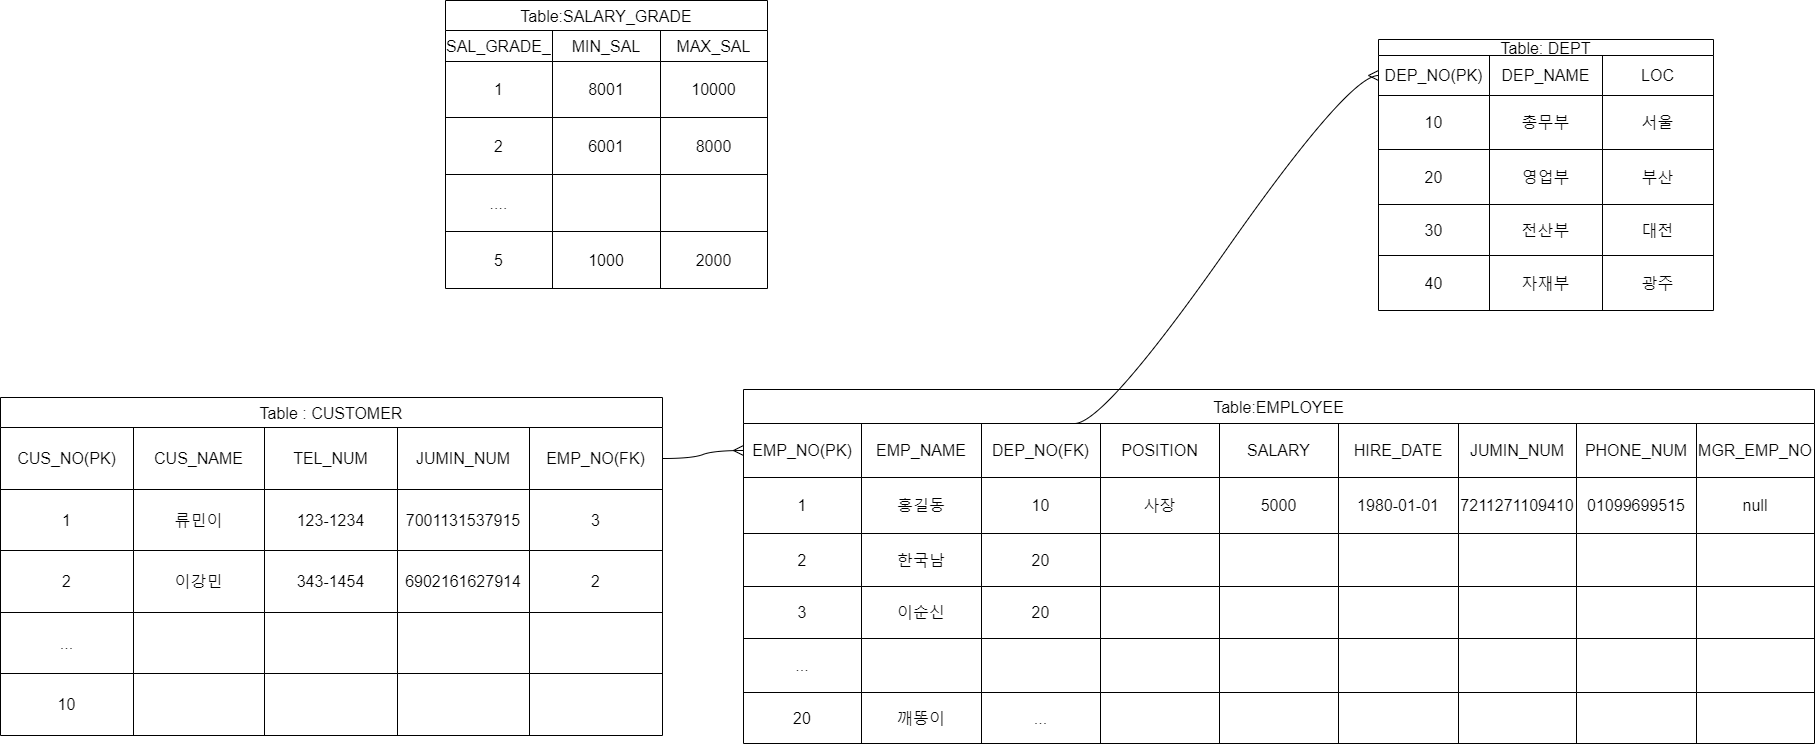 Table:SALARY_GRADE
SAL_GRADE_ MIN_SAL MAX_SAL
1 8001 10000
2 6001 8000
....
5 1000 2000
Table: DEPT
DEP_NO(PK) DEP_NAME LOC
10 총무부 서울
20 영업부 부산
30 전산부 대전
40 자재부 광주
Table : CUSTOMER
CUS_NO(PK) CUS_NAME TEL_NUM JUMIN_NUM EMP_NO(FK)
1 류민이 123-1234 7001131537915 3
2 이강민 343-1454 6902161627914 2
...
10
Table:EMPLOYEE
EMP_NO(PK) EMP_NAME DEP_NO(FK) POSITION SALARY HIRE_DATE JUMIN_NUM PHONE_NUM MGR_EMP_NO
1 홍길동 10 사장 5000 1980-01-01 7211271109410 01099699515 null
2 한국남 20
3 이순신 20
...
20 깨똥이 ...